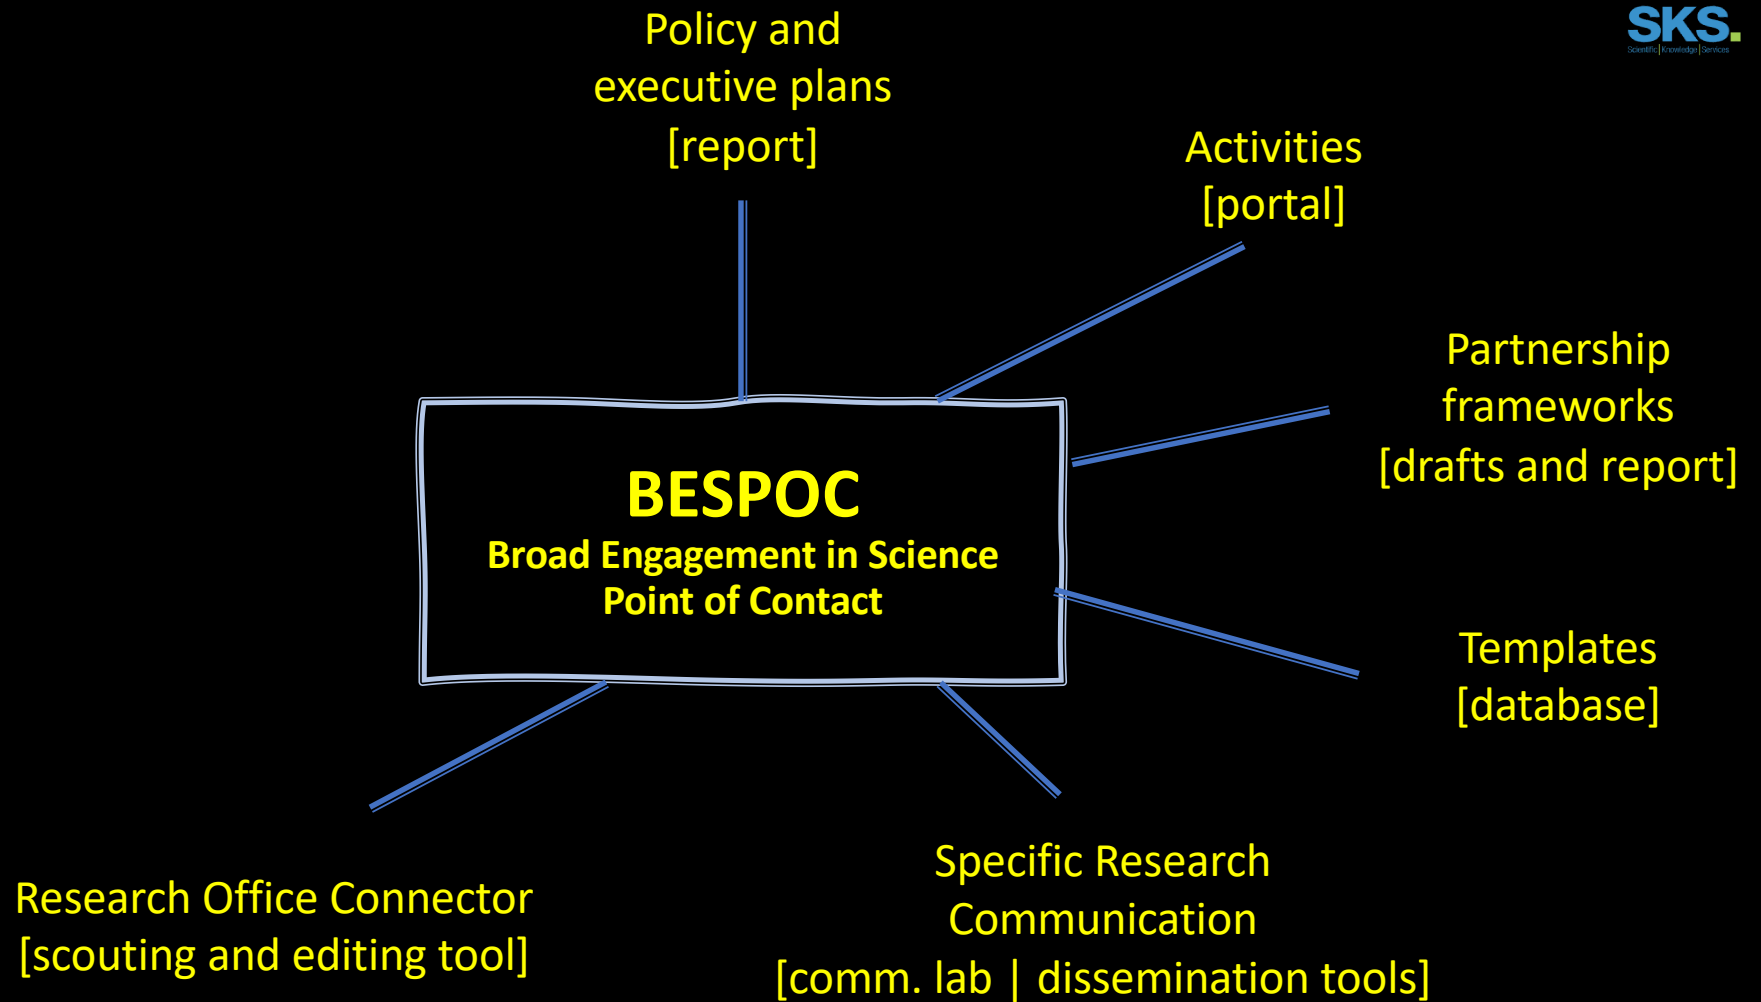 Policy and
executive plans
[report]
SKS.
Scientific|Knowledge|Services
Activities
[portal]
Partnership
frameworks
[drafts and report]
BESPOC
Broad Engagement in Science
Point of Contact
Templates
[database]
Specific Research
Communication
[comm. lab | dissemination tools]
Research Office Connector
[scouting and editing tool]